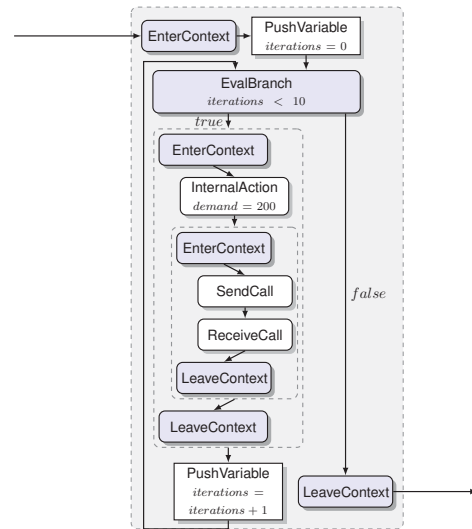 EnterContext
PushVariable
iterations = 0
EvalBranch
iterations < 10
true
EnterContext
InternalAction
demand = 200
EnterContext
SendCall
false
ReceiveCall
LeaveContext
LeaveContext
PushVariable
iterations =
iterations + 1
LeaveContext